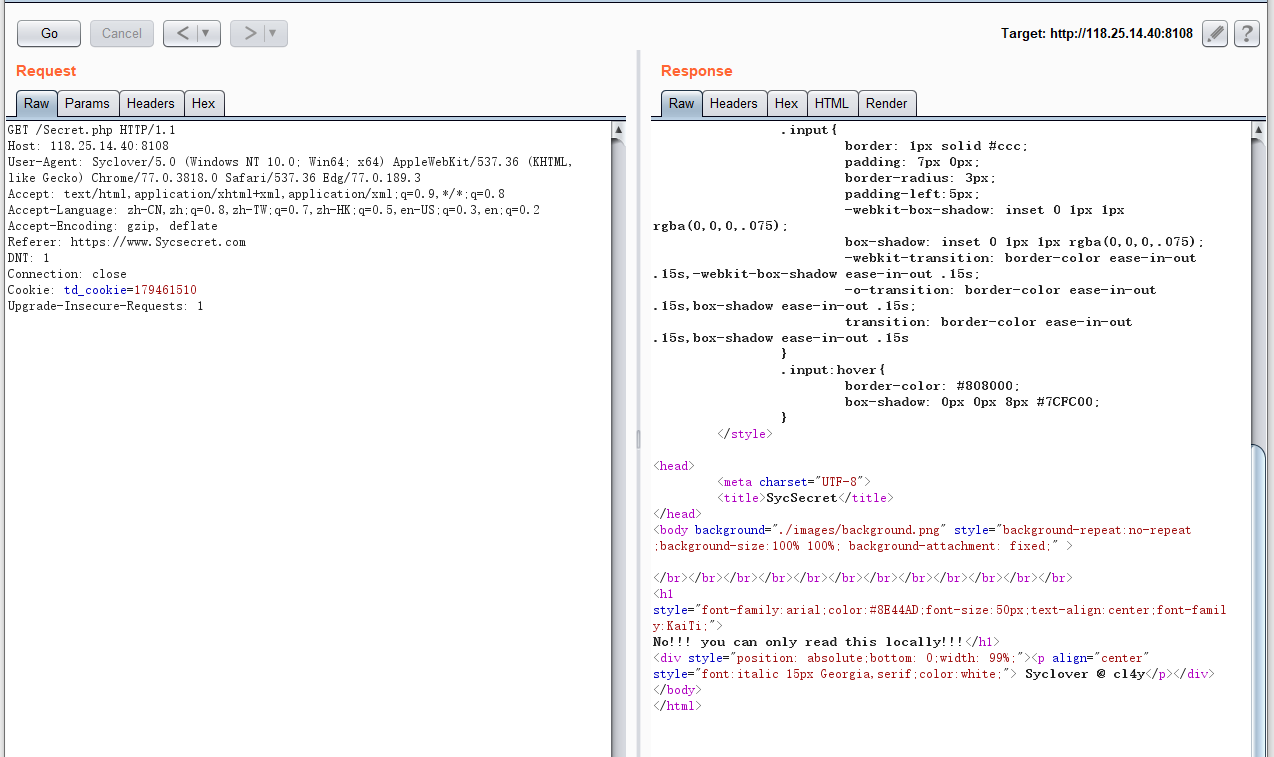 Go Cancel < ▼ > ▼ Target: http://118.25.14.40:8108 ?
Request
Raw Params Headers Hex
GET /Secret.php HTTP/1.1
Host: 118.25.14.40:8108
User-Agent: Syclover/5.0 (Windows NT 10.0; Win64; x64) AppleWebKit/537.36 (KHTML,
like Gecko) Chrome/77.0.3818.0 Safari/537.36 Edg/77.0.189.3
Accept: text/html,application/xhtml+xml,application/xml;q=0.9,*/*;q=0.8
Accept-Language: zh-CN,zh;q=0.8,zh-TW;q=0.7,zh-HK;q=0.5,en-US;q=0.3,en;q=0.2
Accept-Encoding: gzip, deflate
Referer: https://www.Sycsecret.com
DNT: 1
Connection: close
Cookie: td_cookie=179461510
Upgrade-Insecure-Requests: 1
Response
Raw Headers Hex HTML Render
.input{
border: 1px solid #ccc;
padding: 7px 0px;
border-radius: 3px;
padding-left:5px;
-webkit-box-shadow: inset 0 1px 1px
rgba(0,0,0,.075);
box-shadow: inset 0 1px 1px rgba(0,0,0,.075);
-webkit-transition: border-color ease-in-out
.15s,-webkit-box-shadow ease-in-out .15s;
-o-transition: border-color ease-in-out
.15s,box-shadow ease-in-out .15s;
transition: border-color ease-in-out
.15s,box-shadow ease-in-out .15s
}
.input:hover{
border-color: #808000;
box-shadow: 0px 0px 8px #7CFC00;
}
</style>
<head>
<meta charset="UTF-8">
<title>SycSecret</title>
</head>
<body background="./images/background.png" style="background-repeat:no-repeat
;background-size:100% 100%; background-attachment: fixed;" >
</br></br></br></br></br></br></br></br></br></br></br></br>
<h1
style="font-family:arial;color:#8E44AD;font-size:50px;text-align:center;font-famil
y:KaiTi;">
No!!! you can only read this locally!!!</h1>
<div style="position: absolute;bottom: 0;width: 99%;"><p align="center"
style="font:italic 15px Georgia,serif;color:white;"> Syclover @ cl4y</p></div>
</body>
</html>